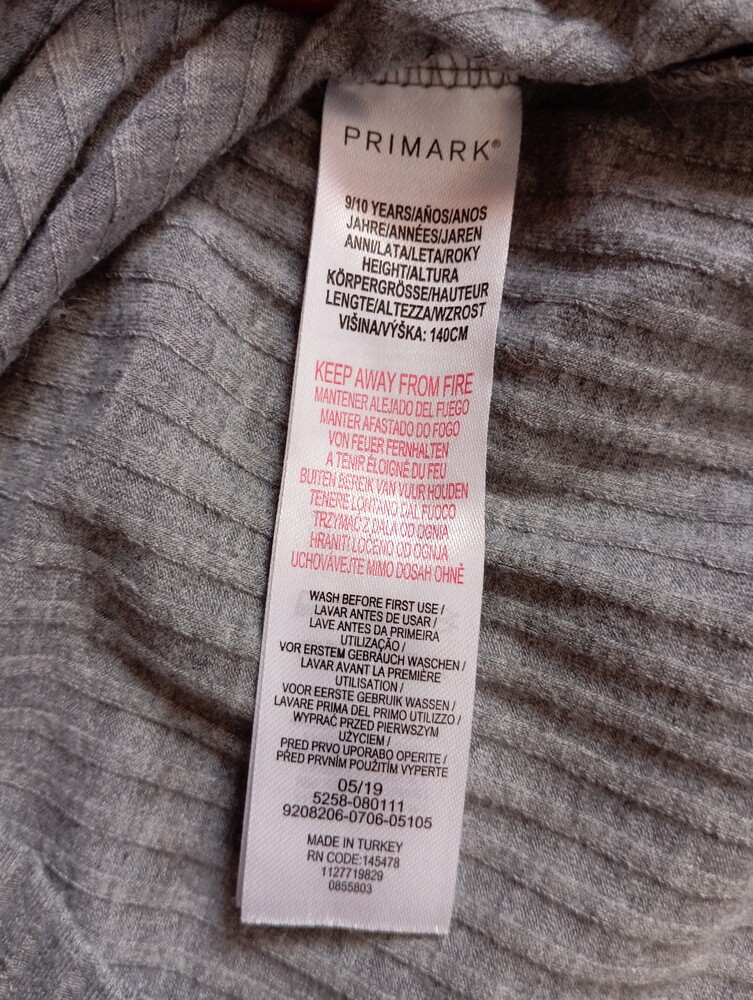 PRIMARK®
9/10 YEARS/AÑOS/ANOS
JAHRE/ANNÉES/JAREN
ANNI/LATA/LETA/ROKY
HEIGHT/ALTURA
KÖRPERGRÖSSE/HAUTEUR
LENGTE/ALTEZZA/WZROST
VIŠINA/VÝŠKA: 140CM
KEEP AWAY FROM FIRE
MANTENER ALEJADO DEL FUEGO
MANTER AFASTADO DO FOGO
VON FEUER FERNHALTEN
A TENIR ÉLOIGNÉ DU FEU
BUITEN BEREIK VAN VUUR HOUDEN
TENERE LONTANO DAL FUOCO
TRZYMAĆ Z DALA OD OGNIA
HRANITI LOČENO OD OGNJA
UCHOVÁVEJTE MIMO DOSAH OHNĚ
WASH BEFORE FIRST USE /
LAVAR ANTES DE USAR /
LAVE ANTES DA PRIMEIRA
UTILIZAÇÃO /
VOR ERSTEM GEBRAUCH WASCHEN /
LAVAR AVANT LA PREMIÈRE
UTILISATION /
VOOR EERSTE GEBRUIK WASSEN /
LAVARE PRIMA DEL PRIMO UTILIZZO /
WYPRAĆ PRZED PIERWSZYM
UŻYCIEM /
PRED PRVO UPORABO OPERITE /
PŘED PRVNÍM POUŽITÍM VYPERTE
05/19
5258-080111
9208206-0706-05105
MADE IN TURKEY
RN CODE:145478
1127719829
0855803